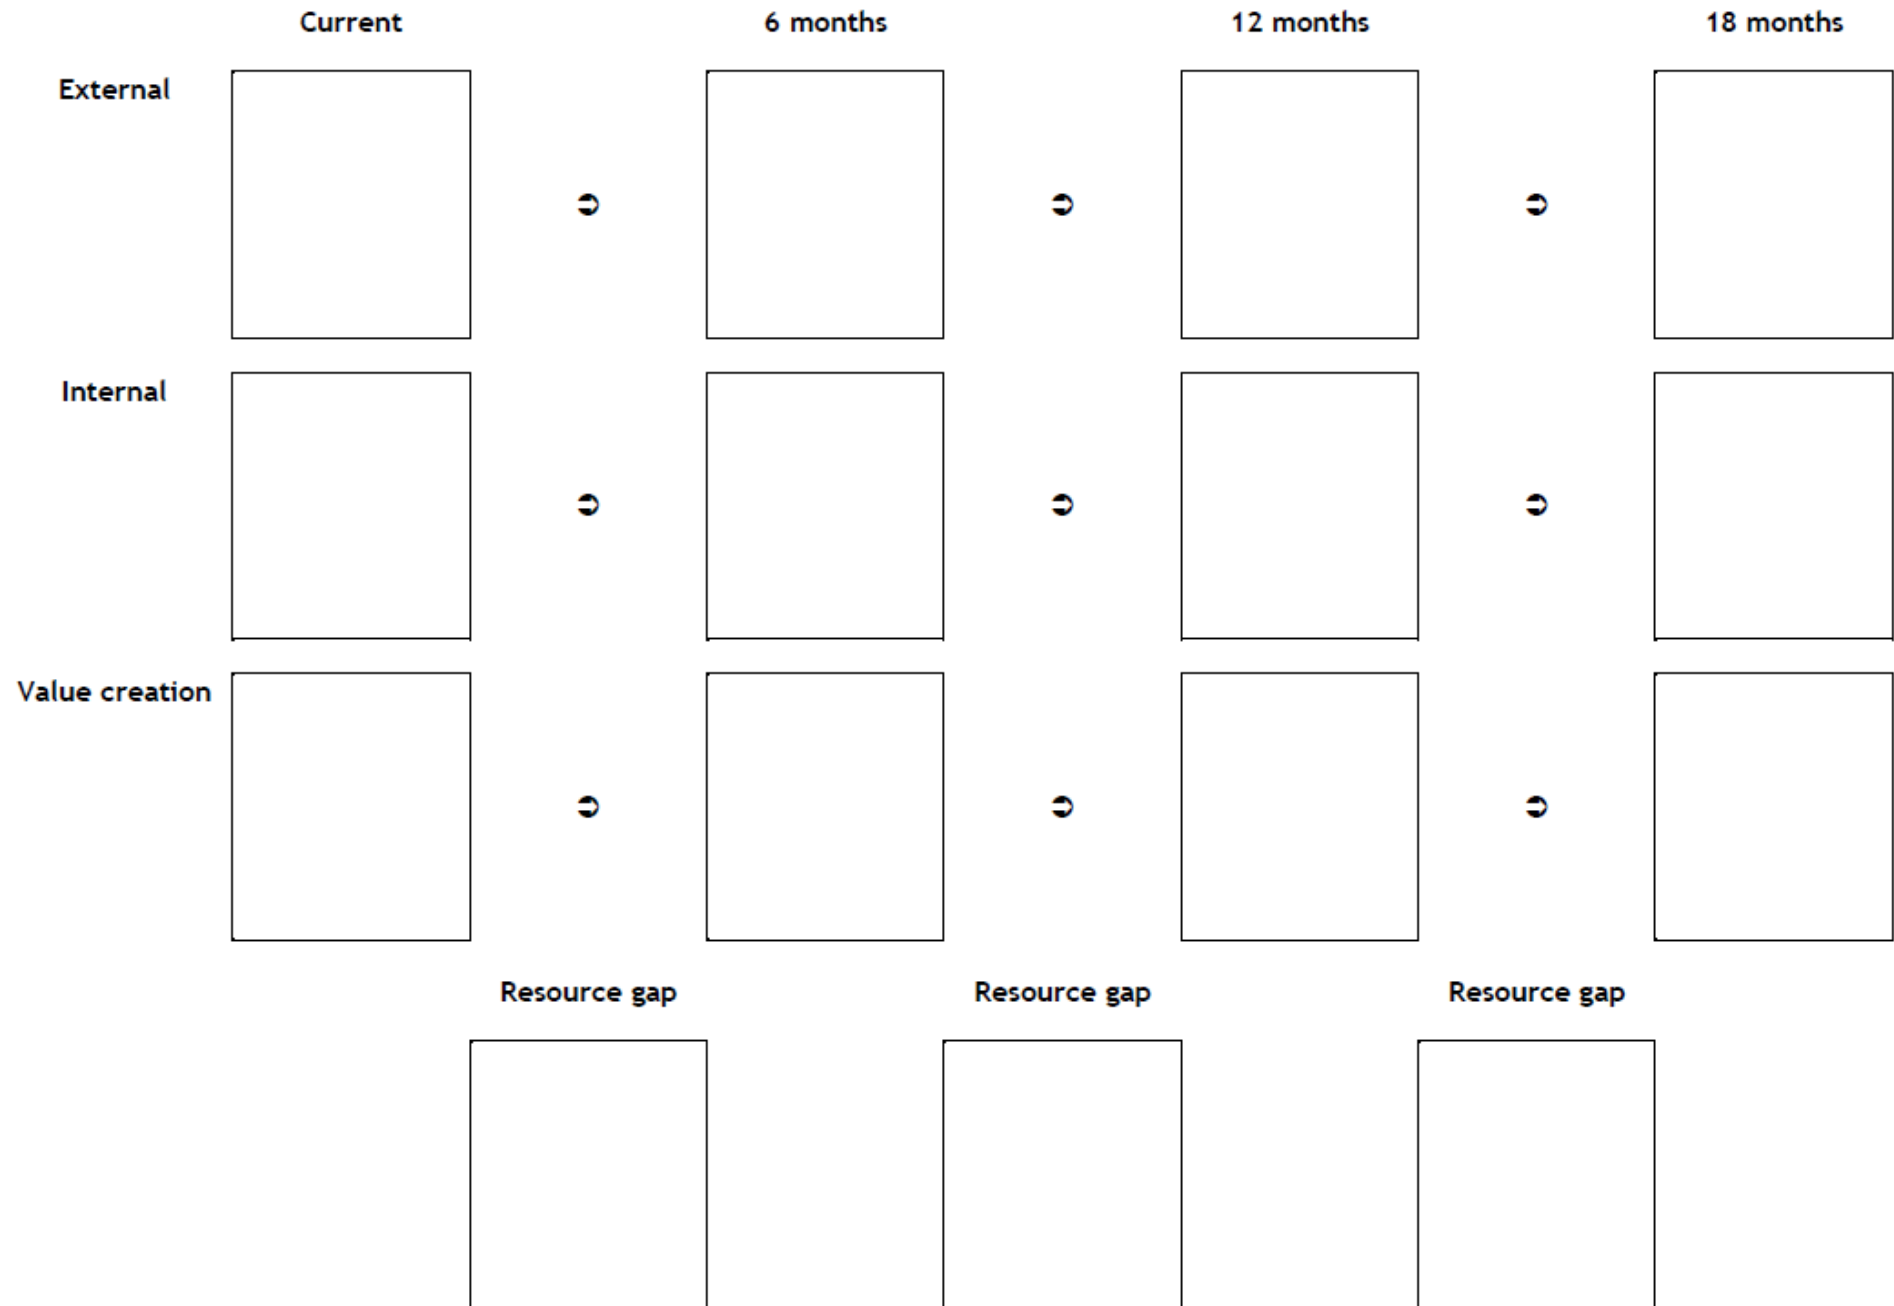 Current 6 months 12 months 18 months
External
➲ ➲ ➲
Internal
➲ ➲ ➲
Value creation
➲ ➲ ➲
Resource gap Resource gap Resource gap